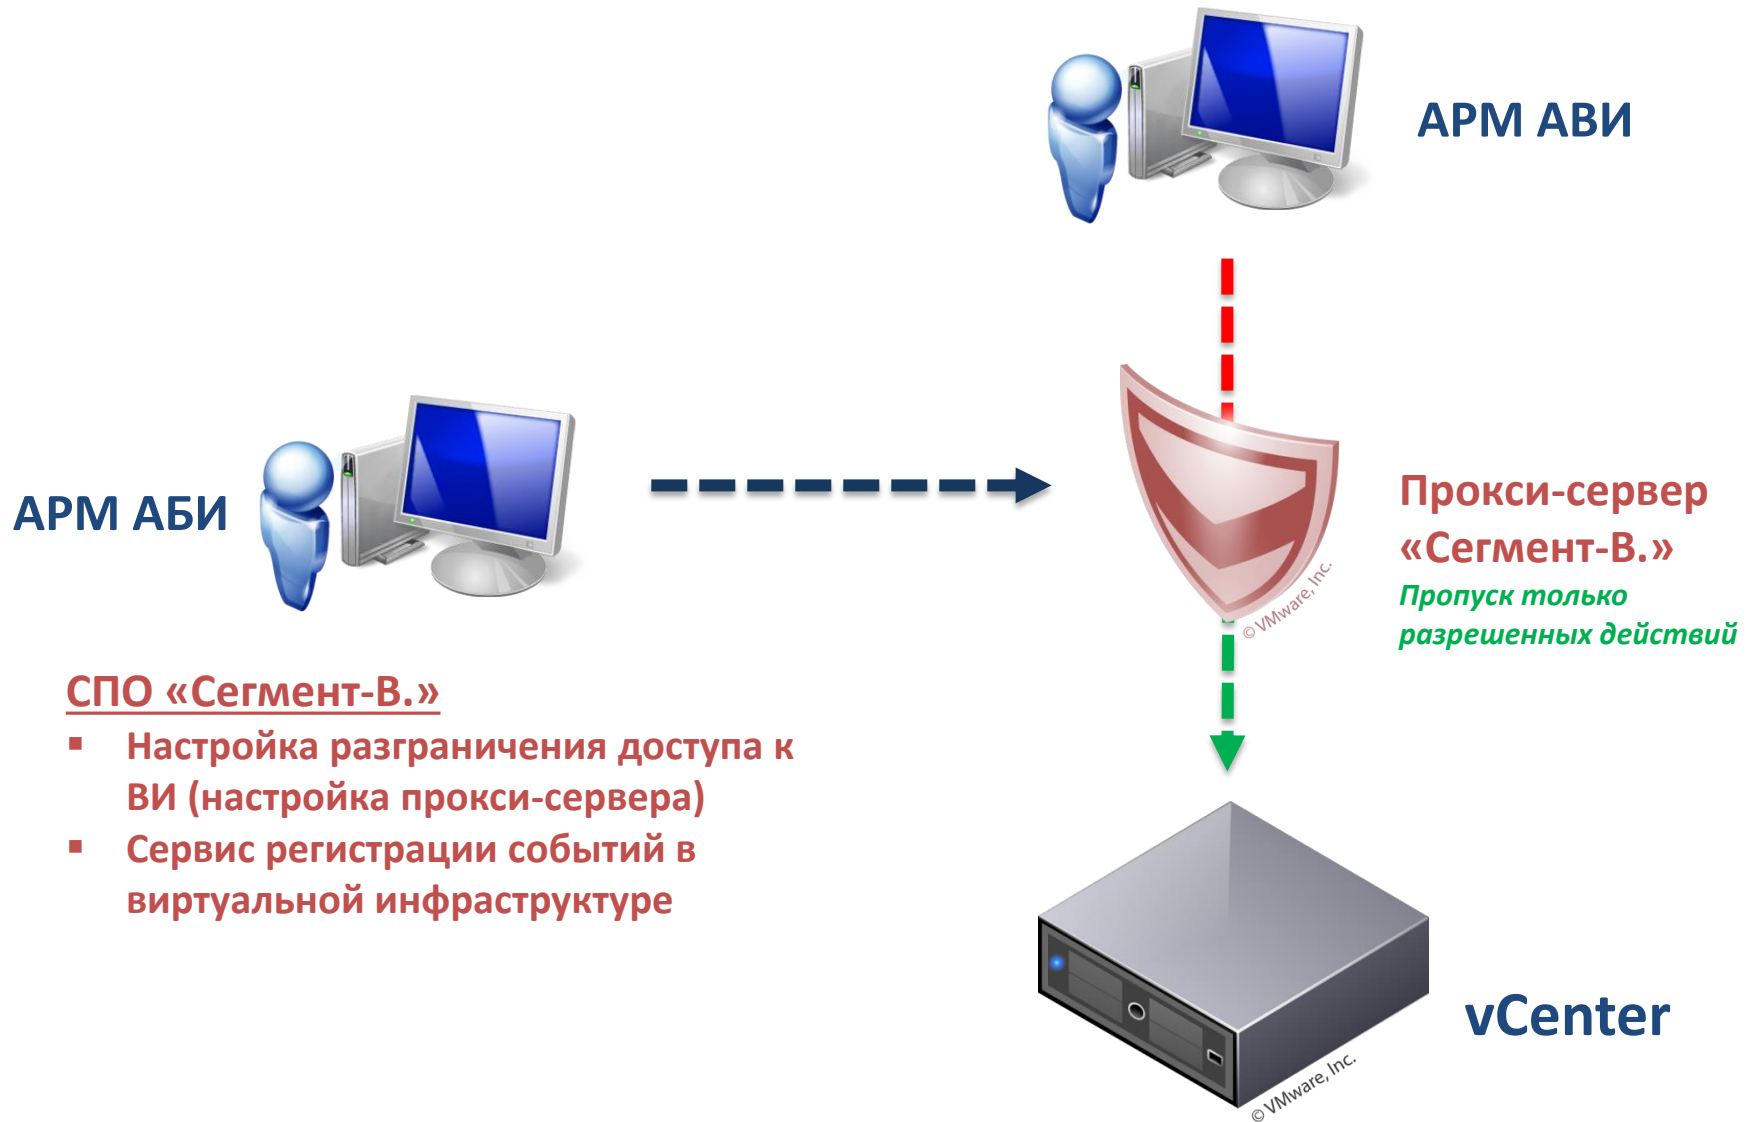 АРМ АВИ
АРМ АБИ
Прокси-сервер
«Сегмент-В.»
Пропуск только
разрешенных действий
© VMware, Inc.
СПО «Сегмент-В.»
▪ Настройка разграничения доступа к
ВИ (настройка прокси-сервера)
▪ Сервис регистрации событий в
виртуальной инфраструктуре
vCenter
© VMware, Inc.